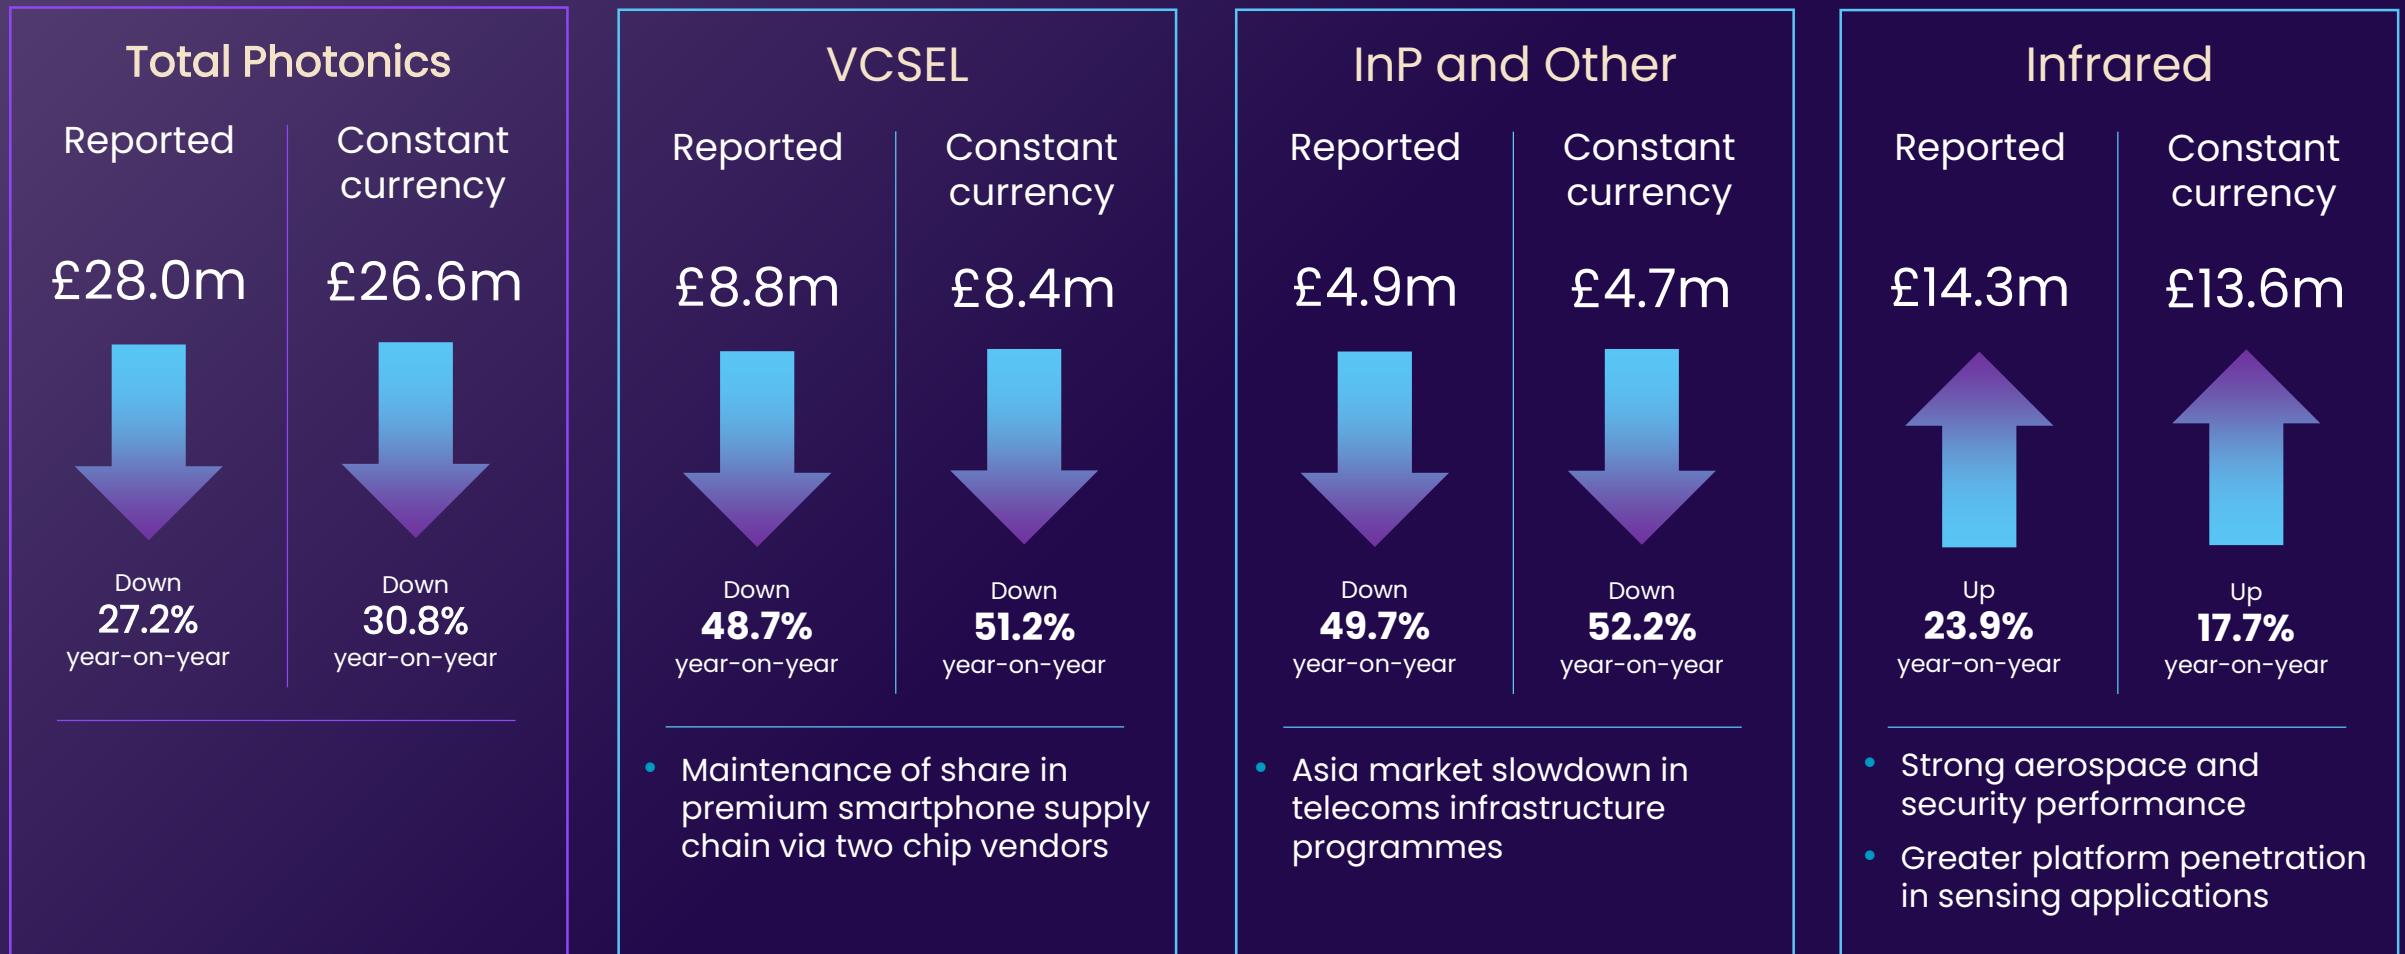 Total Photonics
Reported
Constant
currency
£28.0m
£26.6m
Down
27.2%
year-on-year
Down
30.8%
year-on-year
VCSEL
Reported
Constant
currency
£8.8m
£8.4m
Down
48.7%
year-on-year
Down
51.2%
year-on-year
• Maintenance of share in
premium smartphone supply
chain via two chip vendors
InP and Other
Reported
Constant
currency
£4.9m
£4.7m
Down
49.7%
year-on-year
Down
52.2%
year-on-year
• Asia market slowdown in
telecoms infrastructure
programmes
Infrared
Reported
Constant
currency
£14.3m
£13.6m
Up
23.9%
year-on-year
Up
17.7%
year-on-year
• Strong aerospace and
security performance
• Greater platform penetration
in sensing applications